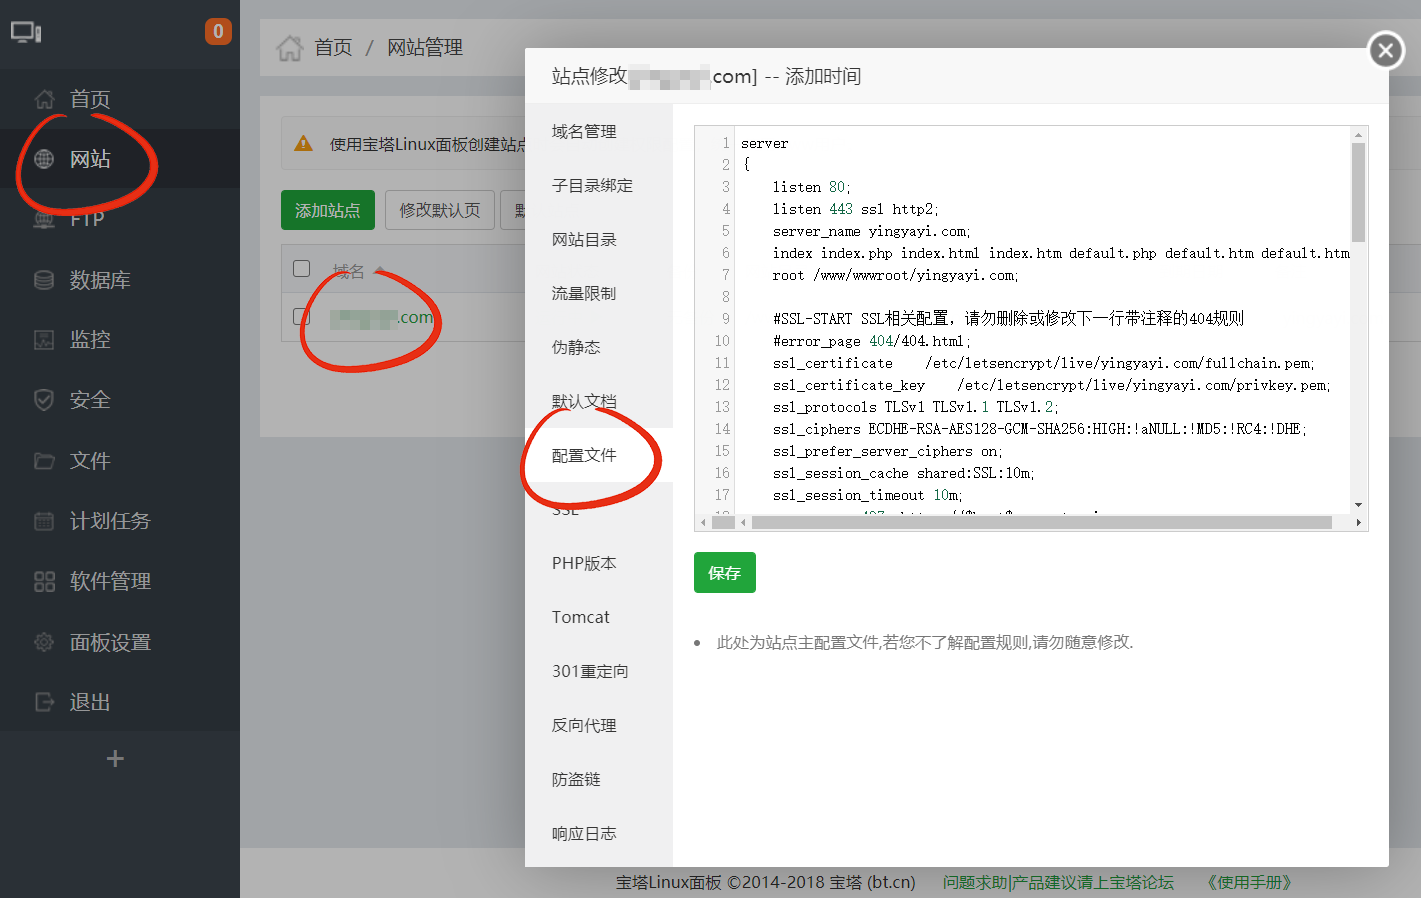 0
首页
网站
FTP
数据库
监控
安全
文件
计划任务
软件管理
面板设置
退出
+
首页 / 网站管理
使用宝塔Linux面板创建站点
添加站点
修改默认页
域名
.com
站点修改 .com] -- 添加时间
域名管理
子目录绑定
网站目录
流量限制
伪静态
默认文档
配置文件
SSL
PHP版本
Tomcat
301重定向
反向代理
防盗链
响应日志
1 server
2 {
3 listen 80;
4 listen 443 ssl http2;
5 server_name yingyayi.com;
6 index index.php index.html index.htm default.php default.htm default.htm
7 root /www/wwwroot/yingyayi.com;
8
9 #SSL-START SSL相关配置，请勿删除或修改下一行带注释的404规则
10 #error_page 404/404.html;
11 ssl_certificate /etc/letsencrypt/live/yingyayi.com/fullchain.pem;
12 ssl_certificate_key /etc/letsencrypt/live/yingyayi.com/privkey.pem;
13 ssl_protocols TLSv1 TLSv1.1 TLSv1.2;
14 ssl_ciphers ECDHE-RSA-AES128-GCM-SHA256:HIGH:!aNULL:!MD5:!RC4:!DHE;
15 ssl_prefer_server_ciphers on;
16 ssl_session_cache shared:SSL:10m;
17 ssl_session_timeout 10m;
保存
此处为站点主配置文件,若您不了解配置规则,请勿随意修改.
宝塔Linux面板 ©2014-2018 宝塔 (bt.cn) 问题求助|产品建议请上宝塔论坛 《使用手册》